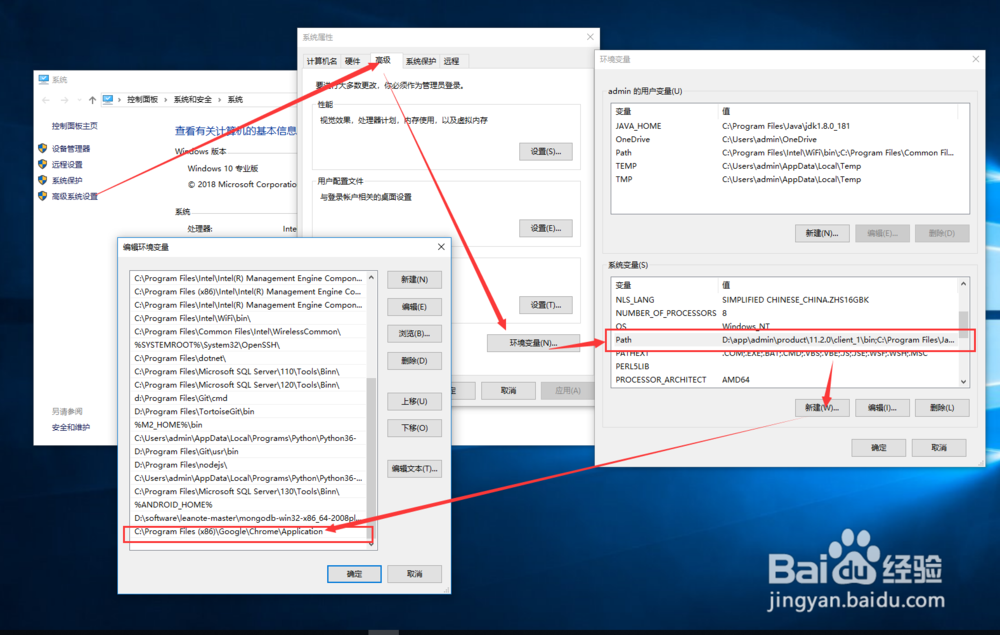 系统
控制面板 › 系统和安全 › 系统
控制面板主页
设备管理器
远程设置
系统保护
高级系统设置
另请参阅
安全和维护
查看有关计算机的基本信息
Windows 版本
Windows 10 专业版
© 2018 Microsoft Corporatio
系统
处理器:
Inte
系统属性
计算机名 硬件 高级 系统保护 远程
要进行大多数更改，你必须作为管理员登录。
性能
视觉效果，处理器计划，内存使用，以及虚拟内存
设置(S)...
用户配置文件
与登录帐户相关的桌面设置
设置(E)...
设置(T)...
环境变量(N)...
定
取消
应用(A)
环境变量
admin 的用户变量(U)
变量 值
JAVA_HOME C:\Program Files\Java\jdk1.8.0_181
OneDrive C:\Users\admin\OneDrive
Path C:\Program Files\Intel\WiFi\bin\;C:\Program Files\Common Fil...
TEMP C:\Users\admin\AppData\Local\Temp
TMP C:\Users\admin\AppData\Local\Temp
新建(N)... 编辑(E)... 删除(D)
系统变量(S)
变量 值
NLS_LANG SIMPLIFIED CHINESE_CHINA.ZHS16GBK
NUMBER_OF_PROCESSORS 8
OS Windows_NT
Path D:\app\admin\product\11.2.0\client_1\bin;C:\Program Files\Ja...
PATHEXT .COM;.EXE;.BAT;.CMD;.VBS;.VBE;.JS;.JSE;.WSF;.WSH;.MSC
PERL5LIB
PROCESSOR_ARCHITECT AMD64
新建(W)... 编辑(I)... 删除(L)
确定 取消
编辑环境变量
C:\Program Files\Intel\Intel(R) Management Engine Compon...
C:\Program Files (x86)\Intel\Intel(R) Management Engine Co...
C:\Program Files\Intel\Intel(R) Management Engine Compon...
C:\Program Files\Intel\WiFi\bin\
C:\Program Files\Common Files\Intel\WirelessCommon\
%SYSTEMROOT%\System32\OpenSSH\
C:\Program Files\dotnet\
C:\Program Files\Microsoft SQL Server\110\Tools\Binn\
C:\Program Files\Microsoft SQL Server\120\Tools\Binn\
d:\Program Files\Git\cmd
D:\Program Files\TortoiseGit\bin
%M2_HOME%\bin
C:\Users\admin\AppData\Local\Programs\Python\Python36-
D:\Program Files\Git\usr\bin
D:\Program Files\nodejs\
C:\Users\admin\AppData\Local\Programs\Python\Python36-...
C:\Program Files\Microsoft SQL Server\130\Tools\Binn\
%ANDROID_HOME%
D:\software\leanote-master\mongodb-win32-x86_64-2008pl...
C:\Program Files (x86)\Google\Chrome\Application
新建(N)
编辑(E)
浏览(B)...
删除(D)
上移(U)
下移(O)
编辑文本(T)...
确定 取消
Baidu 经验
jingyan.baidu.com